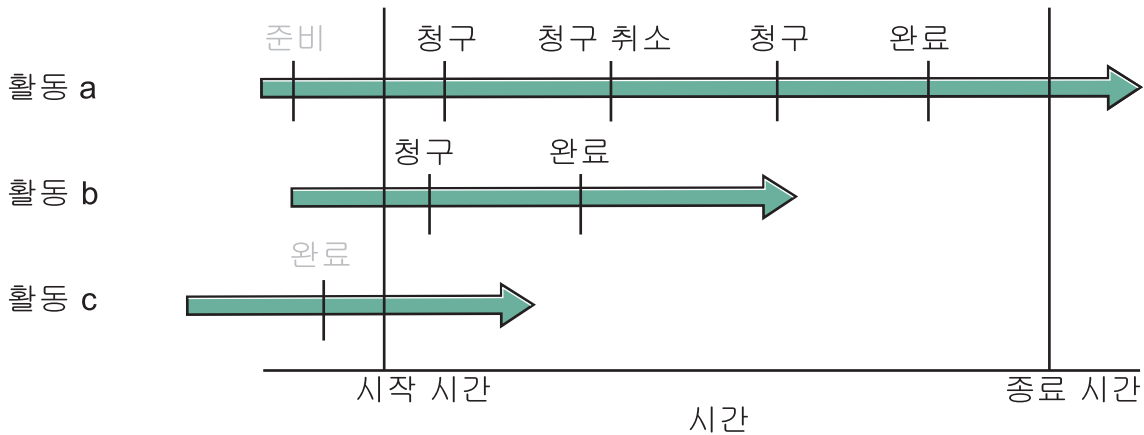 준비 청구 청구 취소 청구 완료
활동 a
청구 완료
활동 b
완료
활동 c
시작 시간 종료 시간
시간